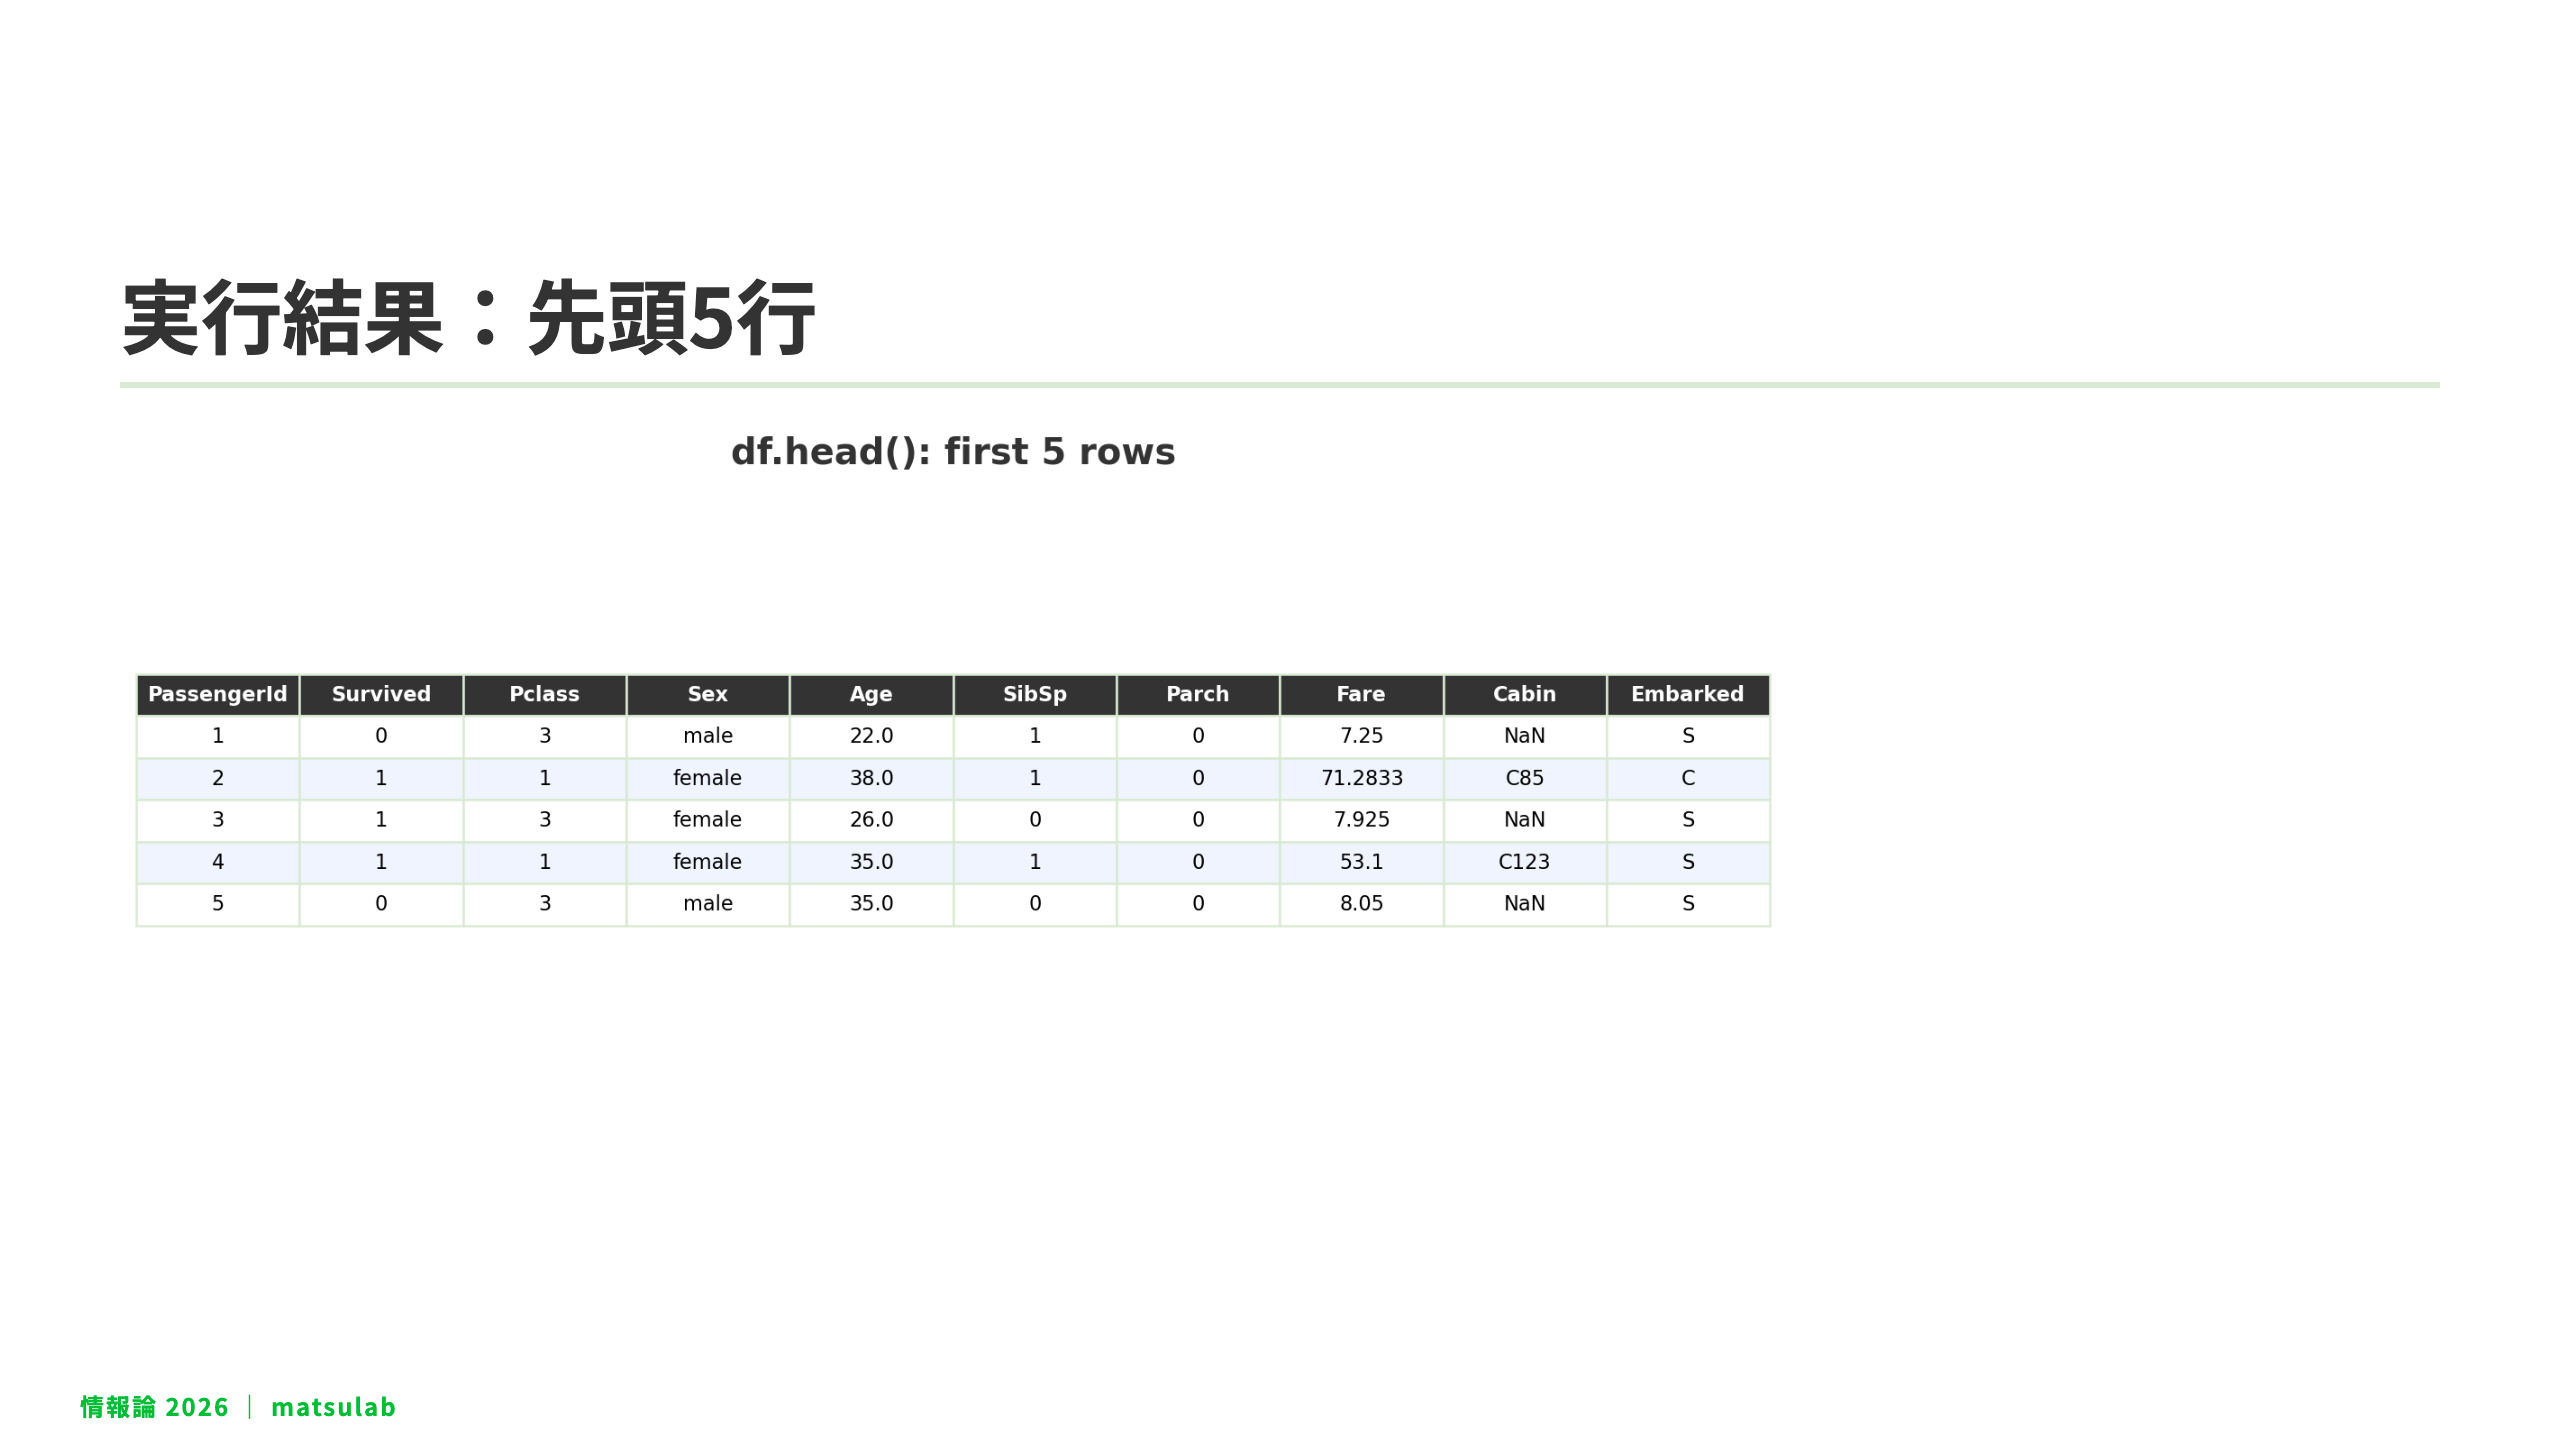 実行結果：先頭5行
df.head(): first 5 rows
PassengerId Survived Pclass Sex Age SibSp Parch Fare Cabin Embarked
1 0 3 male 22.0 1 0 7.25 NaN S
2 1 1 female 38.0 1 0 71.2833 C85 C
3 1 3 female 26.0 0 0 7.925 NaN S
4 1 1 female 35.0 1 0 53.1 C123 S
5 0 3 male 35.0 0 0 8.05 NaN S
情報論 2026 ｜ matsulab